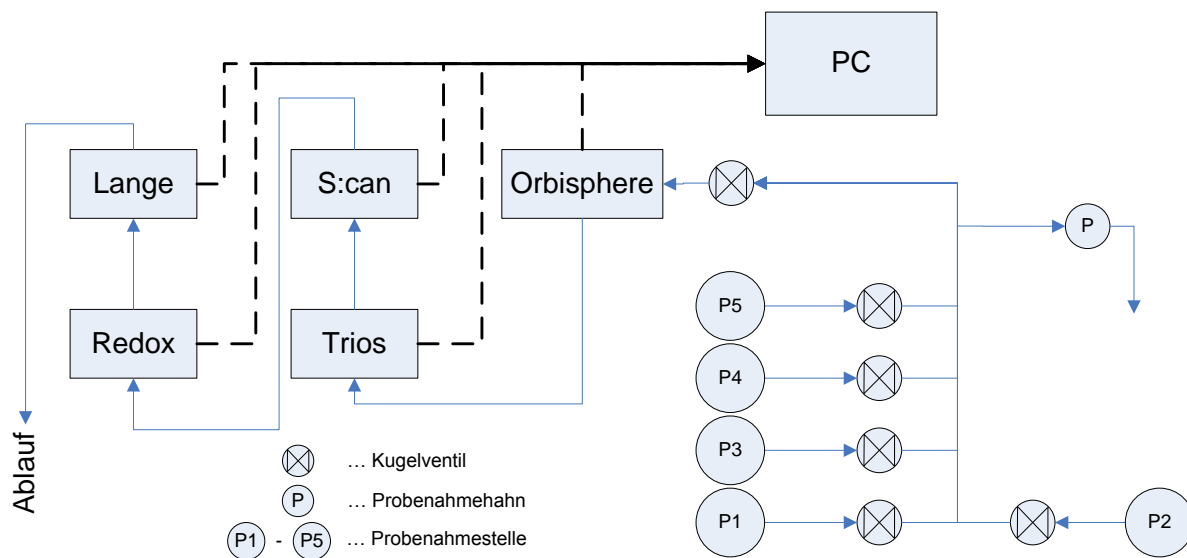 PC
Lange
S:can
Orbisphere
P
P5
Redox
Trios
P4
P3
Ablauf
... Kugelventil
P ... Probenahmehahn
P1 - P5 ... Probenahmestelle
P1
P2